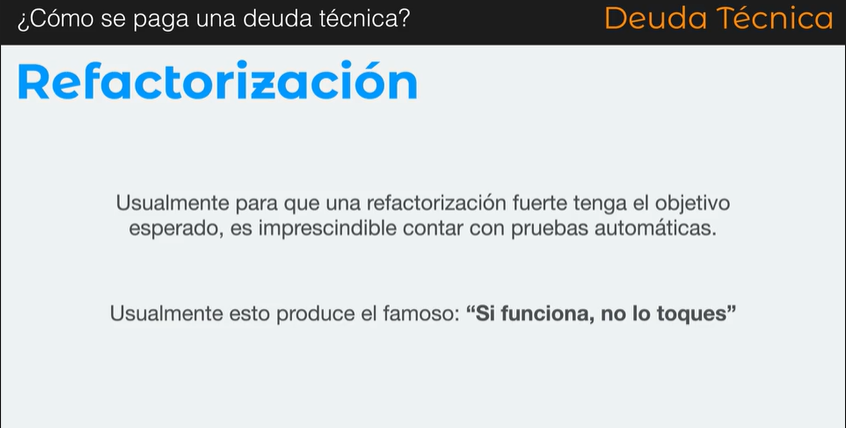 ¿Cómo se paga una deuda técnica?
Deuda Técnica
Refactorización
Usualmente para que una refactorización fuerte tenga el objetivo
esperado, es imprescindible contar con pruebas automáticas.
Usualmente esto produce el famoso: “Si funciona, no lo toques”